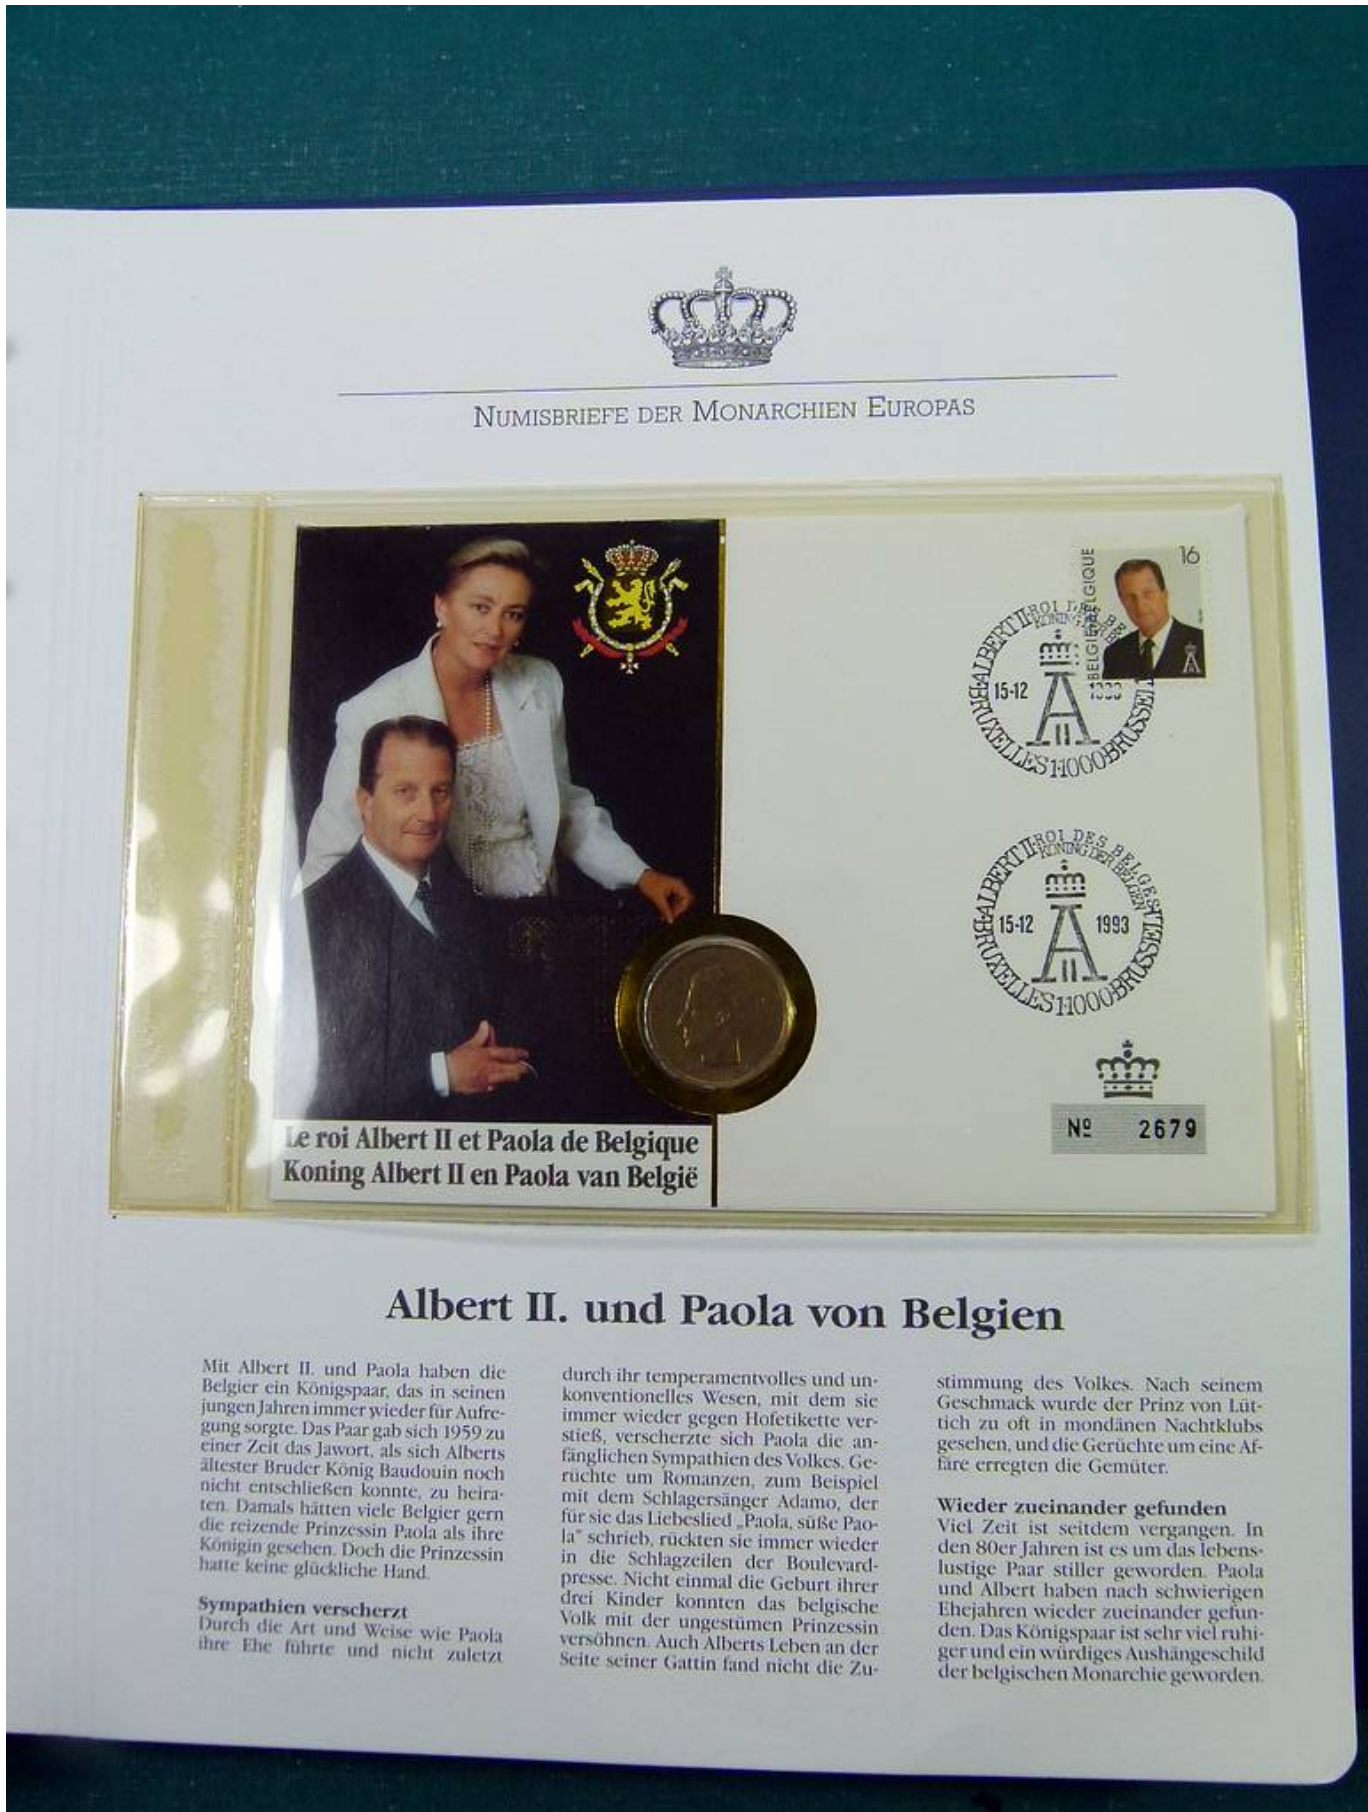 NUMISBRIEFE DER MONARCHIEN EUROPAS
BELGIE-BELGIQUE
16
ALBERT II ROI DES BE
KONING DER
15-12
1993
BRUXELLES 1·1000·BRUSSEL 1
ALBERT II·ROI DES BELGES
KONING DER BELGEN
15-12
1993
BRUXELLES 1·1000·BRUSSEL 1
Nº 2679
Le roi Albert II et Paola de Belgique
Koning Albert II en Paola van België
Albert II. und Paola von Belgien
Mit Albert II. und Paola haben die
Belgier ein Königspaar, das in seinen
jungen Jahren immer wieder für Aufre-
gung sorgte. Das Paar gab sich 1959 zu
einer Zeit das Jawort, als sich Alberts
ältester Bruder König Baudouin noch
nicht entschließen konnte, zu heira-
ten. Damals hätten viele Belgier gern
die reizende Prinzessin Paola als ihre
Königin gesehen. Doch die Prinzessin
hatte keine glückliche Hand.
Sympathien verscherzt
Durch die Art und Weise wie Paola
ihre Ehe führte und nicht zuletzt
durch ihr temperamentvolles und un-
konventionelles Wesen, mit dem sie
immer wieder gegen Hofetikette ver-
stieß, verscherzte sich Paola die an-
fänglichen Sympathien des Volkes. Ge-
rüchte um Romanzen, zum Beispiel
mit dem Schlagersänger Adamo, der
für sie das Liebeslied „Paola, süße Pao-
la" schrieb, rückten sie immer wieder
in die Schlagzeilen der Boulevard-
presse. Nicht einmal die Geburt ihrer
drei Kinder konnten das belgische
Volk mit der ungestümen Prinzessin
versöhnen. Auch Alberts Leben an der
Seite seiner Gattin fand nicht die Zu-
stimmung des Volkes. Nach seinem
Geschmack wurde der Prinz von Lüt-
tich zu oft in mondänen Nachtklubs
gesehen, und die Gerüchte um eine Af-
färe erregten die Gemüter.
Wieder zueinander gefunden
Viel Zeit ist seitdem vergangen. In
den 80er Jahren ist es um das lebens-
lustige Paar stiller geworden. Paola
und Albert haben nach schwierigen
Ehejahren wieder zueinander gefun-
den. Das Königspaar ist sehr viel ruhi-
ger und ein würdiges Aushängeschild
der belgischen Monarchie geworden.